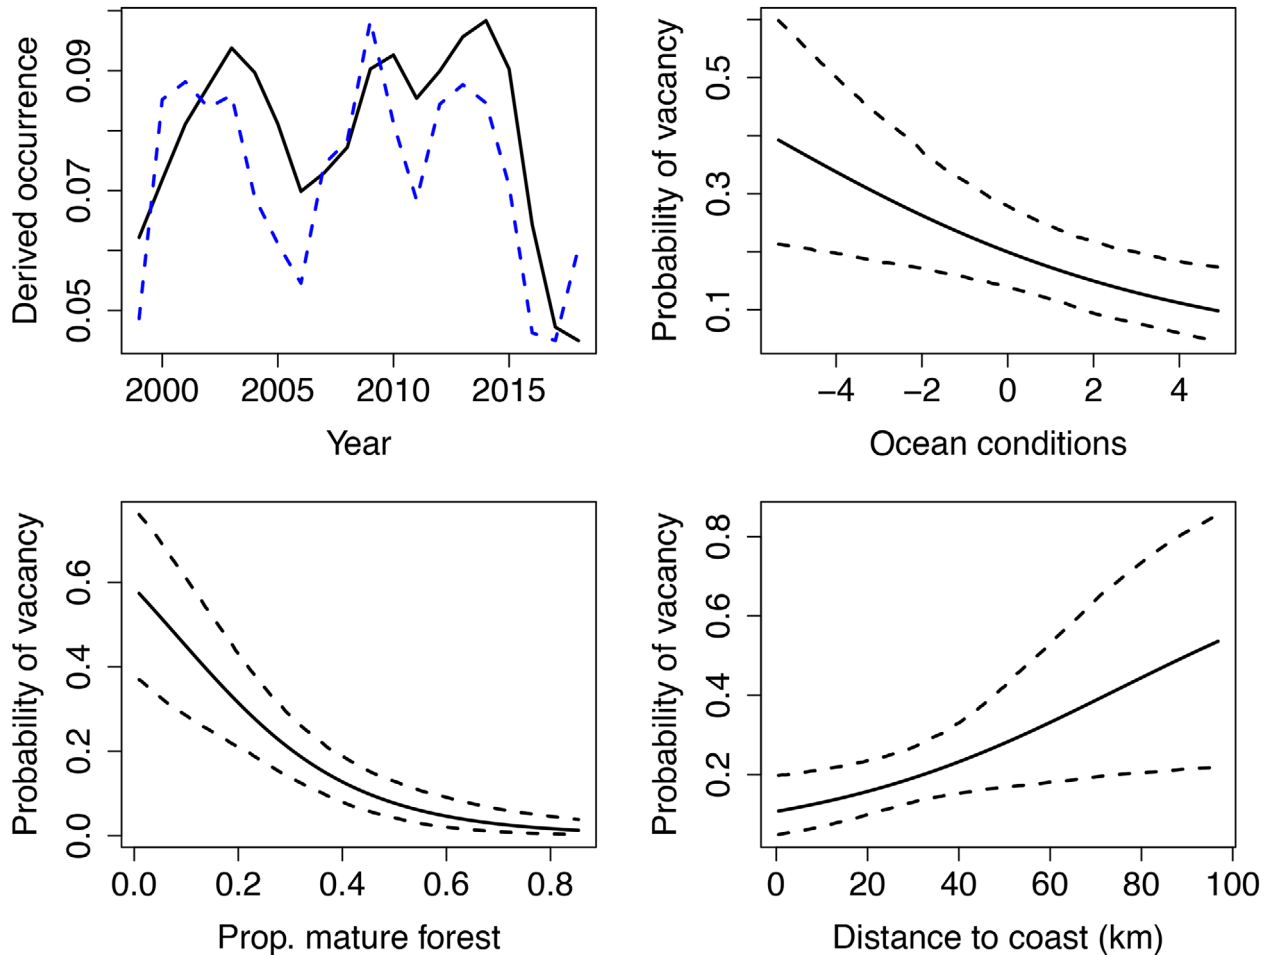 Derived occurrence
0.05 0.07 0.09
2000 2005 2010 2015
Year
Probability of vacancy
0.1 0.3 0.5
−4 −2 0 2 4
Ocean conditions
Probability of vacancy
0.0 0.2 0.4 0.6
0.0 0.2 0.4 0.6 0.8
Prop. mature forest
Probability of vacancy
0.2 0.4 0.6 0.8
0 20 40 60 80 100
Distance to coast (km)